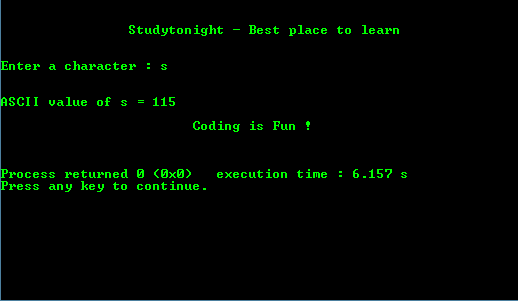 Studytonight - Best place to learn
Enter a character : s
ASCII value of s = 115
Coding is Fun !
Process returned 0 (0x0)   execution time : 6.157 s
Press any key to continue.